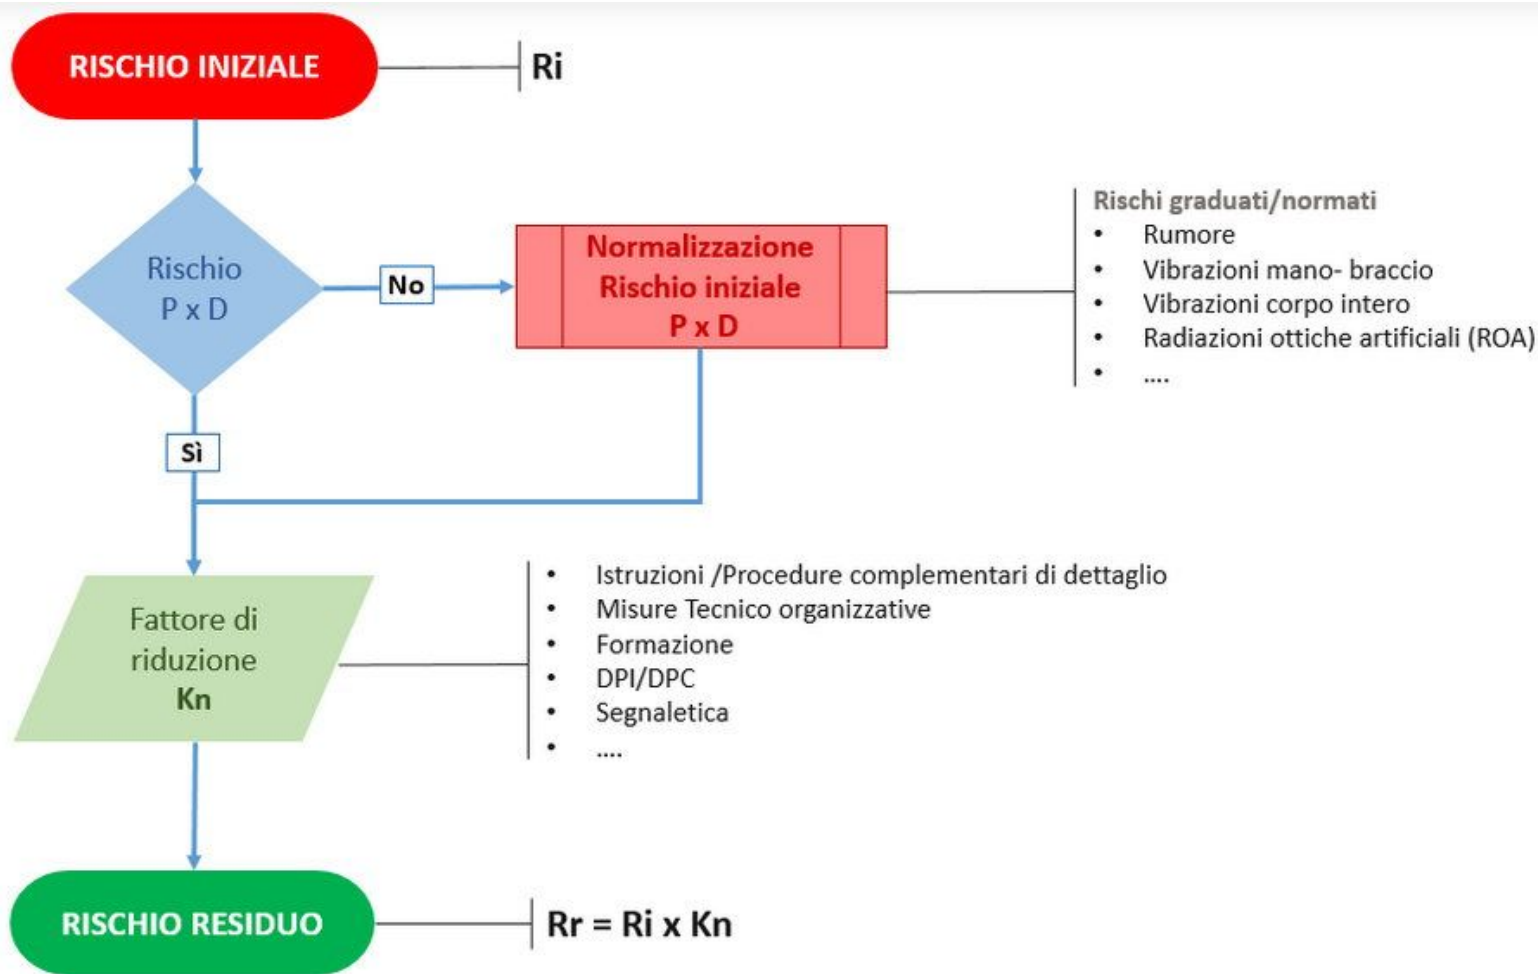 RISCHIO INIZIALE
Ri
Rischio
P x D
No
Normalizzazione
Rischio iniziale
P x D
Rischi graduati/normati
• Rumore
• Vibrazioni mano- braccio
• Vibrazioni corpo intero
• Radiazioni ottiche artificiali (ROA)
• ....
Sì
Fattore di
riduzione
Kn
• Istruzioni /Procedure complementari di dettaglio
• Misure Tecnico organizzative
• Formazione
• DPI/DPC
• Segnaletica
• ....
RISCHIO RESIDUO
Rr = Ri x Kn